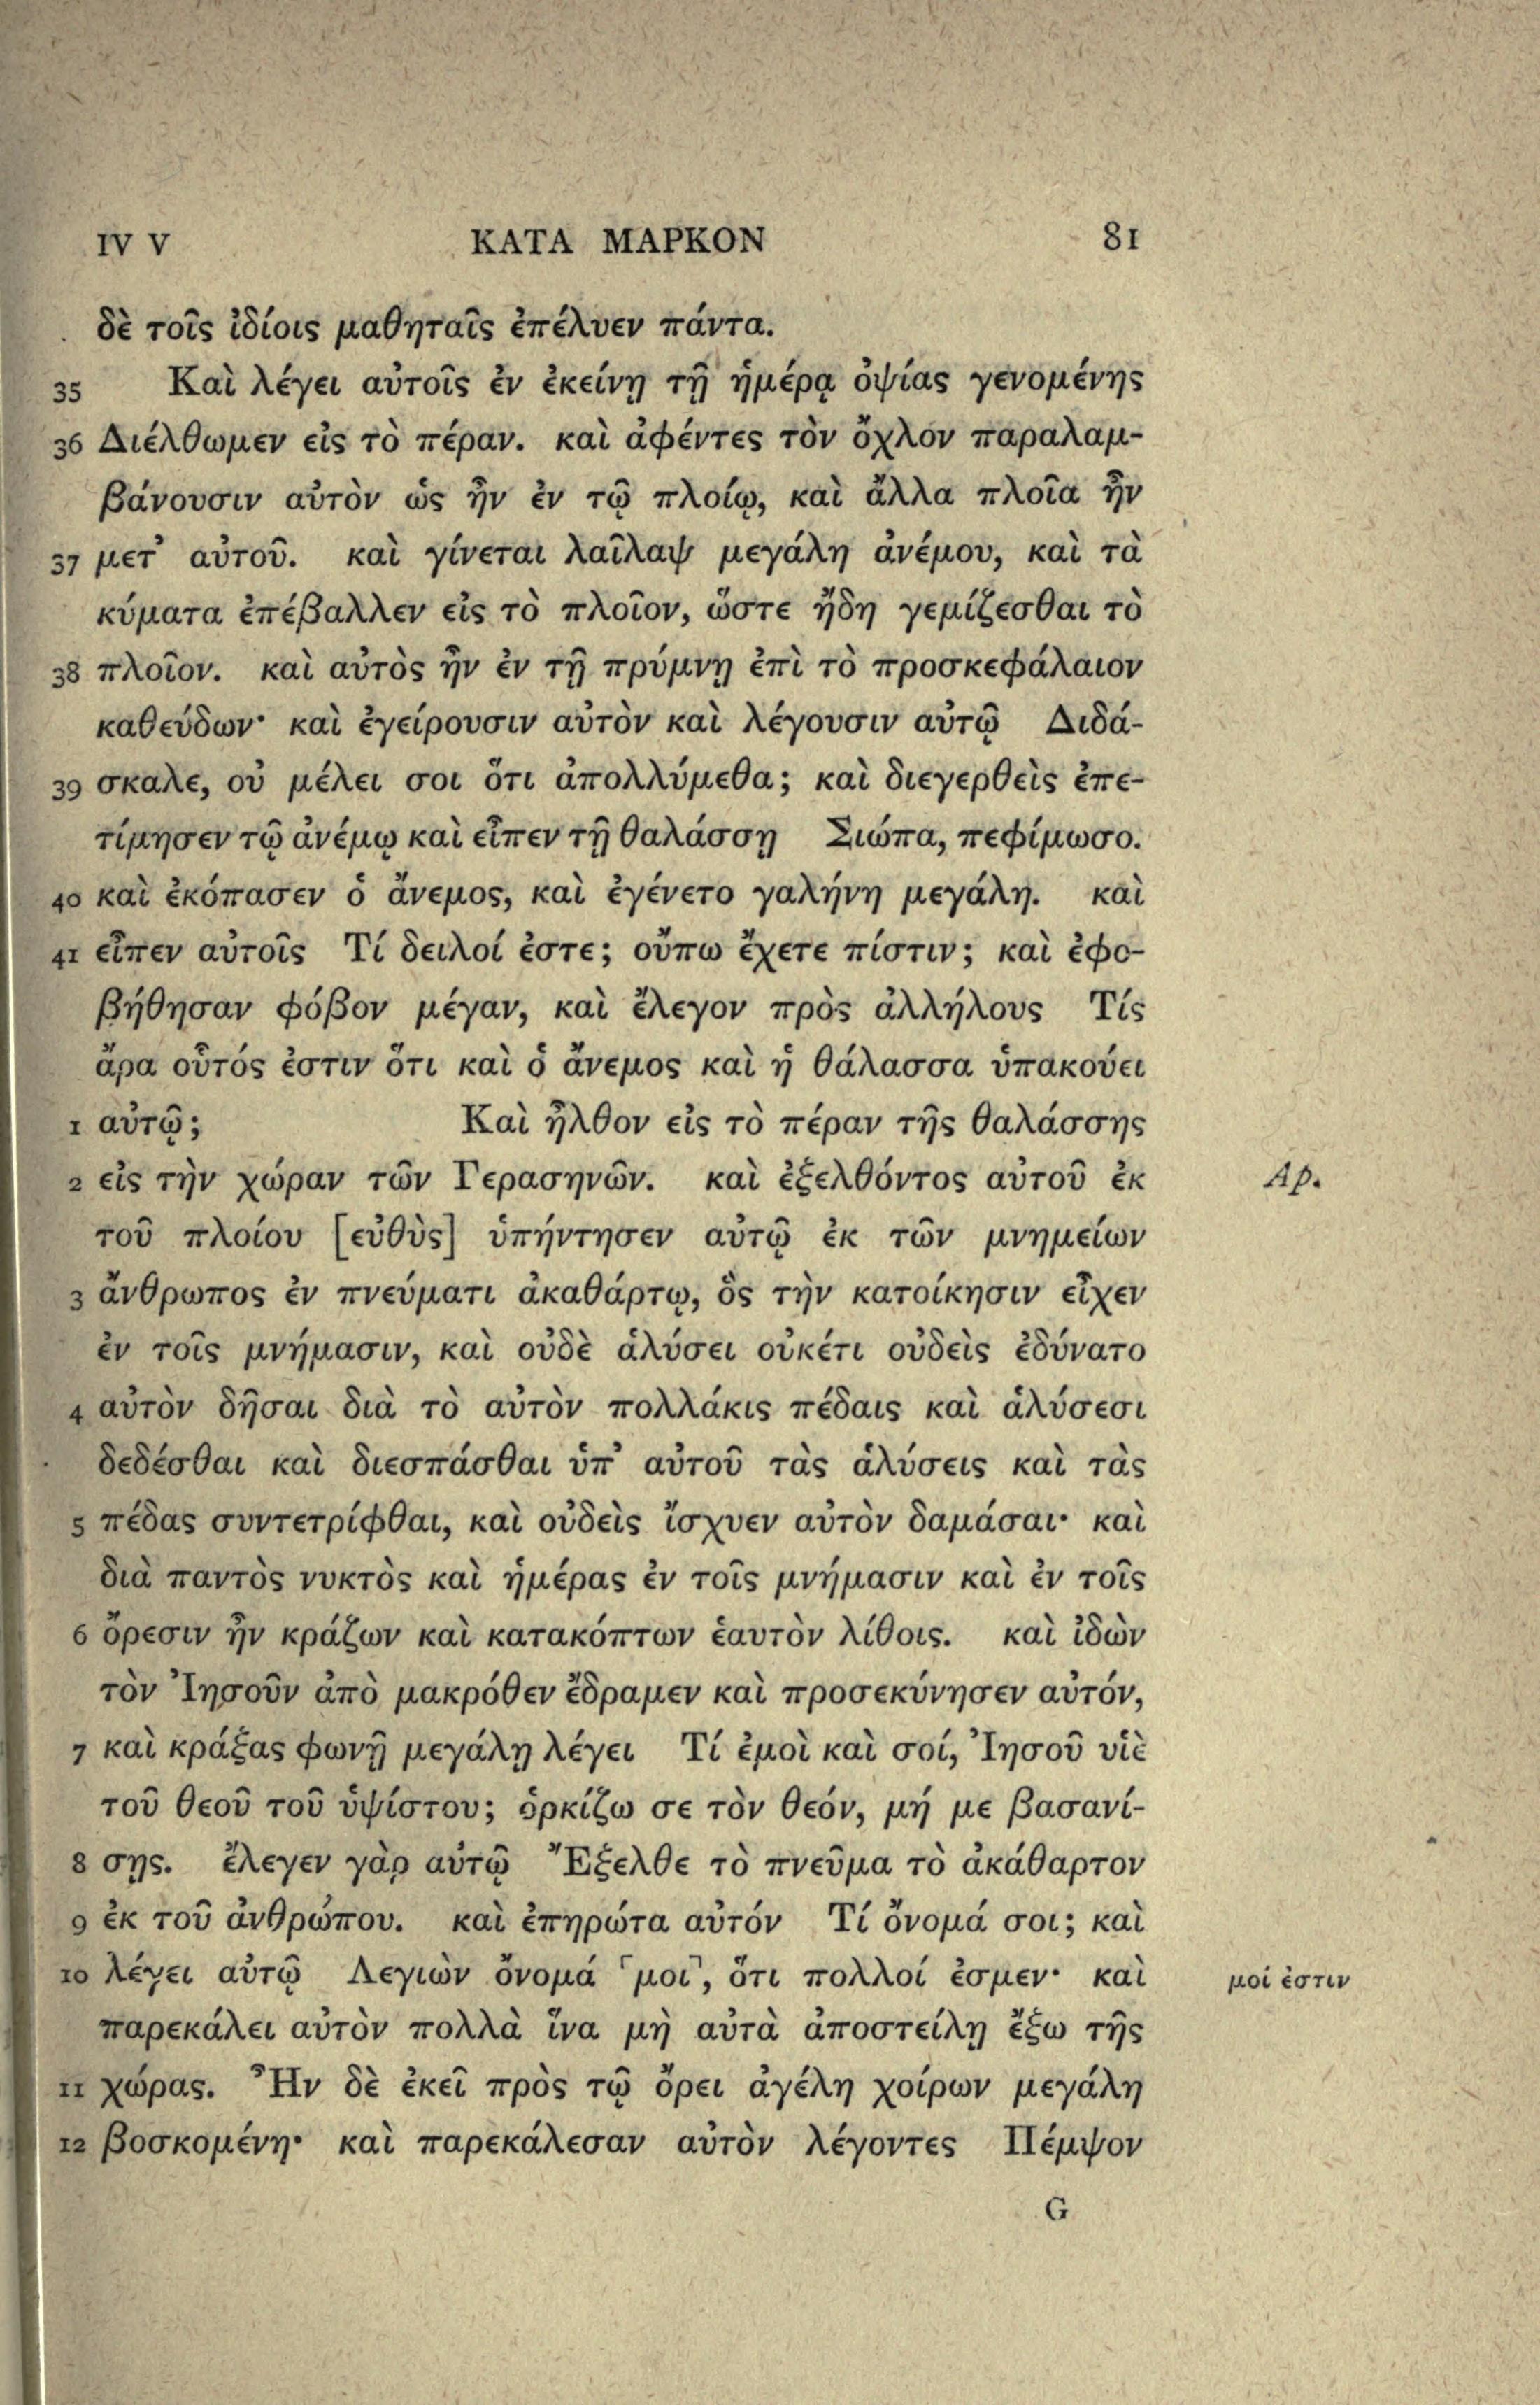 IV V ΚΑΤΑ ΜΑΡΚΟΝ 81
δὲ τοῖς ἰδίοις μαθηταῖς ἐπέλυεν πάντα.
35 Καὶ λέγει αὐτοῖς ἐν ἐκείνῃ τῇ ἡμέρᾳ ὀψίας γενομένης
36 Διέλθωμεν εἰς τὸ πέραν. καὶ ἀφέντες τὸν ὄχλον παραλαμ-
βάνουσιν αὐτὸν ὡς ἦν ἐν τῷ πλοίῳ, καὶ ἄλλα πλοῖα ἦν
37 μετ᾽ αὐτοῦ. καὶ γίνεται λαῖλαψ μεγάλη ἀνέμου, καὶ τὰ
κύματα ἐπέβαλλεν εἰς τὸ πλοῖον, ὥστε ἤδη γεμίζεσθαι τὸ
38 πλοῖον. καὶ αὐτὸς ἦν ἐν τῇ πρύμνῃ ἐπὶ τὸ προσκεφάλαιον
καθεύδων· καὶ ἐγείρουσιν αὐτὸν καὶ λέγουσιν αὐτῷ Διδά-
39 σκαλε, οὐ μέλει σοι ὅτι ἀπολλύμεθα; καὶ διεγερθεὶς ἐπε-
τίμησεν τῷ ἀνέμῳ καὶ εἶπεν τῇ θαλάσσῃ Σιώπα, πεφίμωσο.
40 καὶ ἐκόπασεν ὁ ἄνεμος, καὶ ἐγένετο γαλήνη μεγάλη. καὶ
41 εἶπεν αὐτοῖς Τί δειλοί ἐστε; οὔπω ἔχετε πίστιν; καὶ ἐφο-
βήθησαν φόβον μέγαν, καὶ ἔλεγον πρὸς ἀλλήλους Τίς
ἄρα οὗτός ἐστιν ὅτι καὶ ὁ ἄνεμος καὶ ἡ θάλασσα ὑπακούει
1 αὐτῷ; Καὶ ἦλθον εἰς τὸ πέραν τῆς θαλάσσης
2 εἰς τὴν χώραν τῶν Γερασηνῶν. καὶ ἐξελθόντος αὐτοῦ ἐκ Ap.
τοῦ πλοίου [εὐθὺς] ὑπήντησεν αὐτῷ ἐκ τῶν μνημείων
3 ἄνθρωπος ἐν πνεύματι ἀκαθάρτῳ, ὃς τὴν κατοίκησιν εἶχεν
ἐν τοῖς μνήμασιν, καὶ οὐδὲ ἁλύσει οὐκέτι οὐδεὶς ἐδύνατο
4 αὐτὸν δῆσαι διὰ τὸ αὐτὸν πολλάκις πέδαις καὶ ἁλύσεσι
δεδέσθαι καὶ διεσπάσθαι ὑπ᾽ αὐτοῦ τὰς ἁλύσεις καὶ τὰς
5 πέδας συντετρίφθαι, καὶ οὐδεὶς ἴσχυεν αὐτὸν δαμάσαι· καὶ
διὰ παντὸς νυκτὸς καὶ ἡμέρας ἐν τοῖς μνήμασιν καὶ ἐν τοῖς
6 ὄρεσιν ἦν κράζων καὶ κατακόπτων ἑαυτὸν λίθοις. καὶ ἰδὼν
τὸν Ἰησοῦν ἀπὸ μακρόθεν ἔδραμεν καὶ προσεκύνησεν αὐτόν,
7 καὶ κράξας φωνῇ μεγάλῃ λέγει Τί ἐμοὶ καὶ σοί, Ἰησοῦ υἱὲ
τοῦ θεοῦ τοῦ ὑψίστου; ὁρκίζω σε τὸν θεόν, μή με βασανί-
8 σῃς. ἔλεγεν γὰρ αὐτῷ Ἔξελθε τὸ πνεῦμα τὸ ἀκάθαρτον
9 ἐκ τοῦ ἀνθρώπου. καὶ ἐπηρώτα αὐτόν Τί ὄνομά σοι; καὶ
10 λέγει αὐτῷ Λεγιὼν ὄνομά ⸢μοι⸣, ὅτι πολλοί ἐσμεν· καὶ μοί ἐστιν
παρεκάλει αὐτὸν πολλὰ ἵνα μὴ αὐτὰ ἀποστείλῃ ἔξω τῆς
11 χώρας. Ἦν δὲ ἐκεῖ πρὸς τῷ ὄρει ἀγέλη χοίρων μεγάλη
12 βοσκομένη· καὶ παρεκάλεσαν αὐτὸν λέγοντες Πέμψον
G